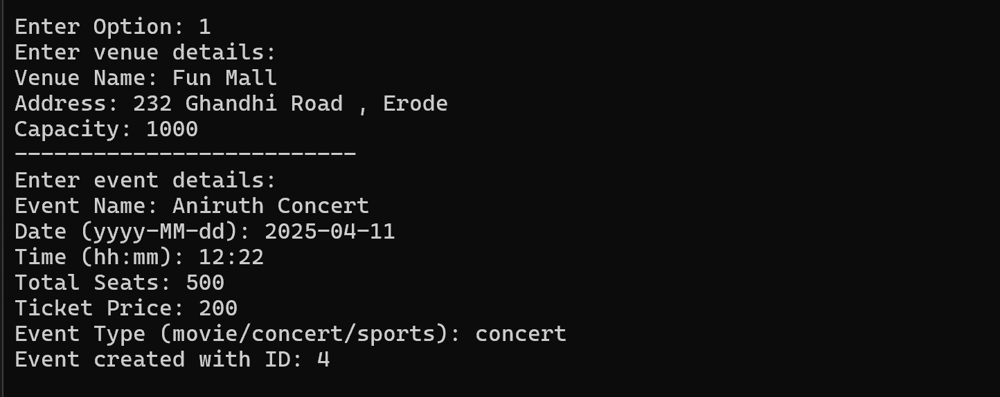 Enter Option: 1
Enter venue details:
Venue Name: Fun Mall
Address: 232 Ghandhi Road , Erode
Capacity: 1000
--------------------------
Enter event details:
Event Name: Aniruth Concert
Date (yyyy-MM-dd): 2025-04-11
Time (hh:mm): 12:22
Total Seats: 500
Ticket Price: 200
Event Type (movie/concert/sports): concert
Event created with ID: 4